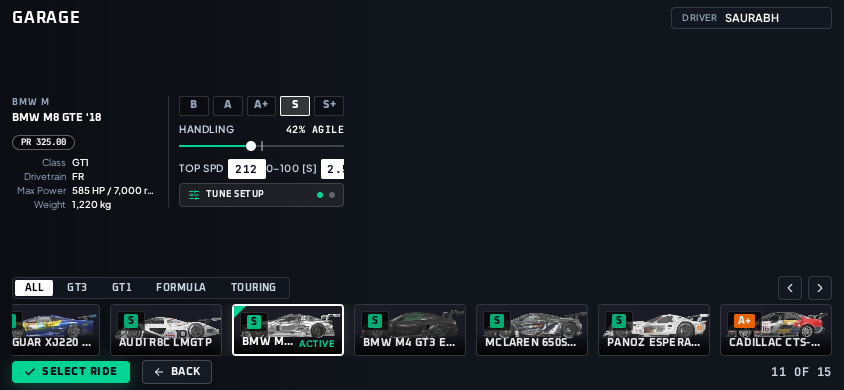 GARAGE
DRIVER SAURABH
BMW M
BMW M8 GTE '18
PR 325.00
Class GT1
Drivetrain FR
Max Power 585 HP / 7,000 r...
Weight 1,220 kg
B A A+ S S+
HANDLING 42% AGILE
TOP SPD 212 0-100 [S] 2.
TUNE SETUP
ALL GT3 GT1 FORMULA TOURING
S S S S S S A+
GUAR XJ220 ... AUDI R8C LMGTP BMW M... ACTIVE BMW M4 GT3 E... MCLAREN 650S... PANOZ ESPERA... CADILLAC CTS-...
SELECT RIDE BACK 11 OF 15